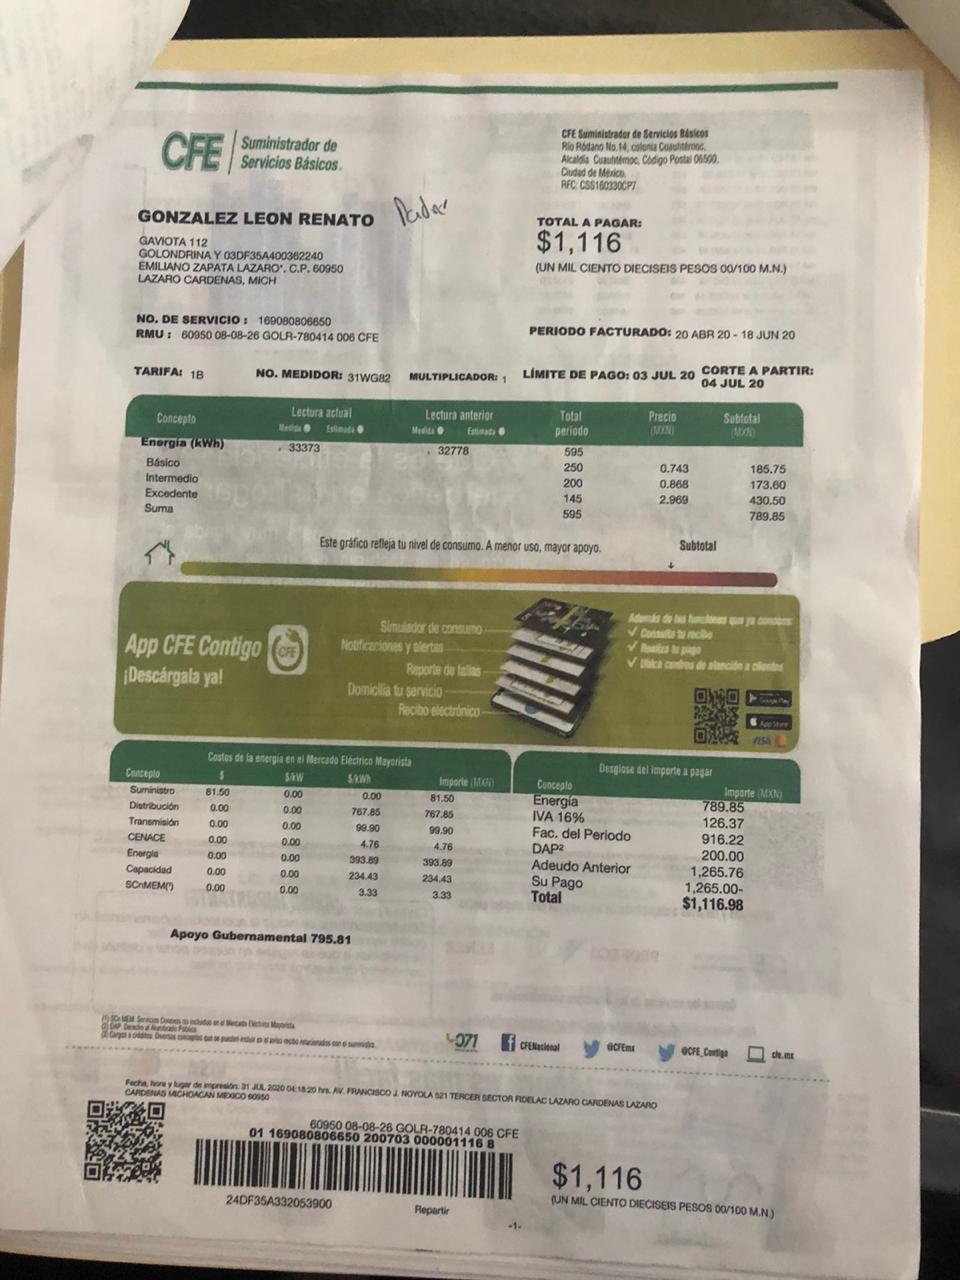 CFE Suministrador de
Servicios Básicos
CFE Suministrador de Servicios Básicos
Río Ródano No.14, colonia Cuauhtémoc,
Alcaldía Cuauhtémoc, Código Postal 06500,
Ciudad de México.
RFC: CSS160330CP7
GONZALEZ LEON RENATO
GAVIOTA 112
GOLONDRINA Y 03DF35A400362240
EMILIANO ZAPATA LAZARO*. C.P. 60950
LAZARO CARDENAS, MICH
TOTAL A PAGAR:
$1,116
(UN MIL CIENTO DIECISEIS PESOS 00/100 M.N.)
NO. DE SERVICIO : 169080806650
RMU : 60950 08-08-26 GOLR-780414 006 CFE
PERIODO FACTURADO: 20 ABR 20 - 18 JUN 20
TARIFA: 1B NO. MEDIDOR: 31WG82 MULTIPLICADOR: 1 LÍMITE DE PAGO: 03 JUL 20 CORTE A PARTIR:
04 JUL 20
Concepto Lectura actual Lectura anterior Total Precio Subtotal
Medida Estimada Medida Estimada periodo (MXN) (MXN)
Energía (kWh) 33373 32778 595
Básico 250 0.743 185.75
Intermedio 200 0.868 173.60
Excedente 145 2.969 430.50
Suma 595 789.85
Este gráfico refleja tu nivel de consumo. A menor uso, mayor apoyo. Subtotal
App CFE Contigo
CFE
¡Descárgala ya!
Simulador de consumo
Notificaciones y alertas
Reporte de fallas
Domicilia tu servicio
Recibo electrónico
Además de las funciones que ya conoces:
✓ Consulta tu recibo
✓ Realiza tu pago
✓ Ubica centros de atención a clientes
Google Play
App Store
VISA
Costos de la energía en el Mercado Eléctrico Mayorista
Concepto $ $/kW $/kWh Importe (MXN)
Suministro 81.50 0.00 0.00 81.50
Distribución 0.00 0.00 767.85 767.85
Transmisión 0.00 0.00 99.90 99.90
CENACE 0.00 0.00 4.76 4.76
Energía 0.00 0.00 393.89 393.89
Capacidad 0.00 0.00 234.43 234.43
SCnMEM(¹) 0.00 0.00 3.33 3.33
Desglose del importe a pagar
Concepto Importe (MXN)
Energía 789.85
IVA 16% 126.37
Fac. del Periodo 916.22
DAP² 200.00
Adeudo Anterior 1,265.76
Su Pago 1,265.00-
Total $1,116.98
Apoyo Gubernamental 795.81
(1) SCn MEM: Servicios Conexos no incluidos en el Mercado Eléctrico Mayorista.
(2) DAP: Derecho al Alumbrado Público.
(3) Cargos o créditos: Diversos conceptos que se pueden incluir en el aviso recibo relacionados con el suministro.
071 CFENacional @CFEmx @CFE_Contigo cfe.mx
Fecha, hora y lugar de impresión: 31 JUL 2020 04:18:20 hrs. AV. FRANCISCO J. NOYOLA 521 TERCER SECTOR FIDELAC LAZARO CARDENAS LAZARO
CARDENAS MICHOACAN MEXICO 60950
60950 08-08-26 GOLR-780414 006 CFE
01 169080806650 200703 000001116 8
24DF35A332053900
Repartir
$1,116
(UN MIL CIENTO DIECISEIS PESOS 00/100 M.N.)
-1-